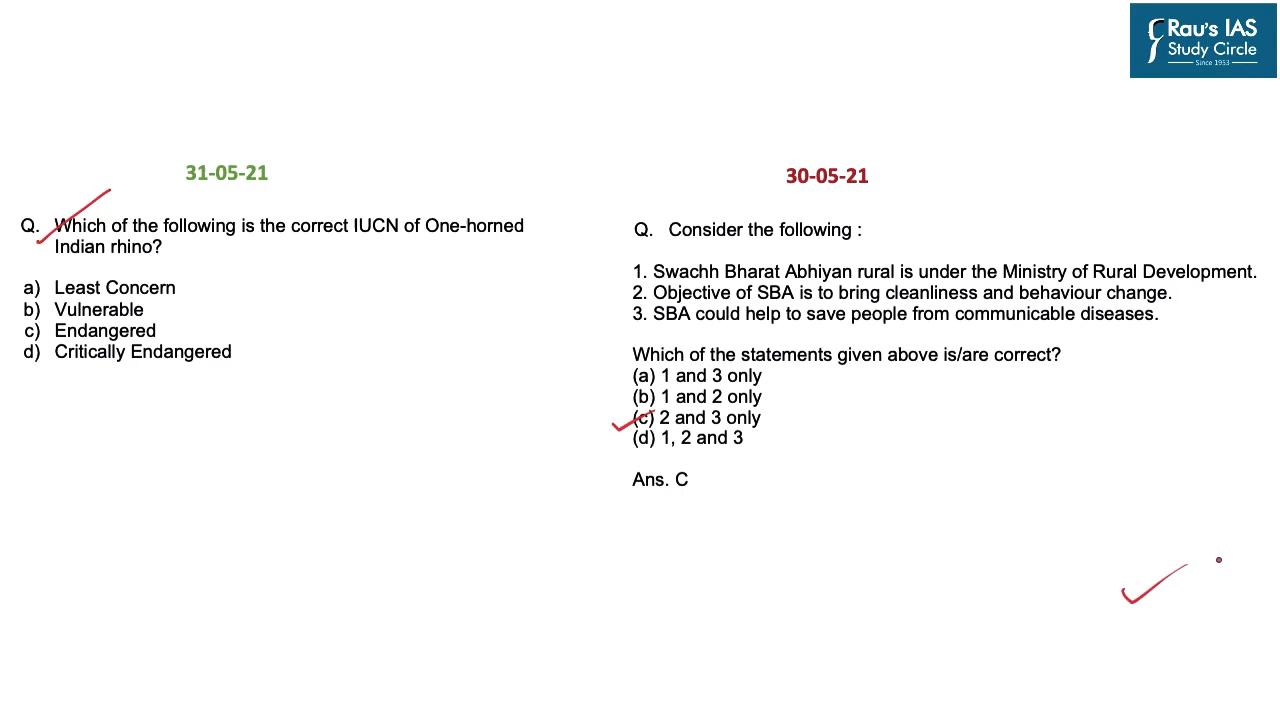 Rau's IAS
Study Circle
Since 1953
31-05-21
Q. Which of the following is the correct IUCN of One-horned
Indian rhino?
a) Least Concern
b) Vulnerable
c) Endangered
d) Critically Endangered
30-05-21
Q. Consider the following :
1. Swachh Bharat Abhiyan rural is under the Ministry of Rural Development.
2. Objective of SBA is to bring cleanliness and behaviour change.
3. SBA could help to save people from communicable diseases.
Which of the statements given above is/are correct?
(a) 1 and 3 only
(b) 1 and 2 only
(c) 2 and 3 only
(d) 1, 2 and 3
Ans. C